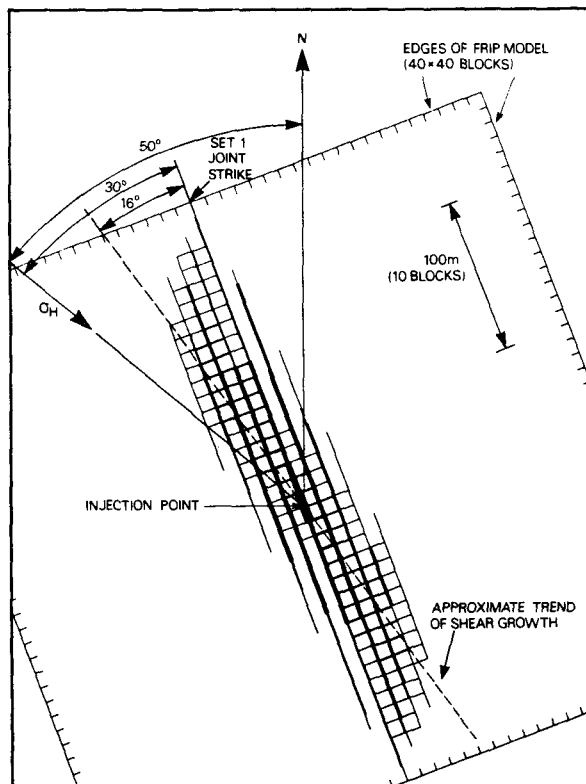 N
EDGES OF FRIP MODEL
(40×40 BLOCKS)
50°
SET 1
JOINT
STRIKE
30°
16°
100m
(10 BLOCKS)
σH
INJECTION POINT
APPROXIMATE TREND
OF SHEAR GROWTH